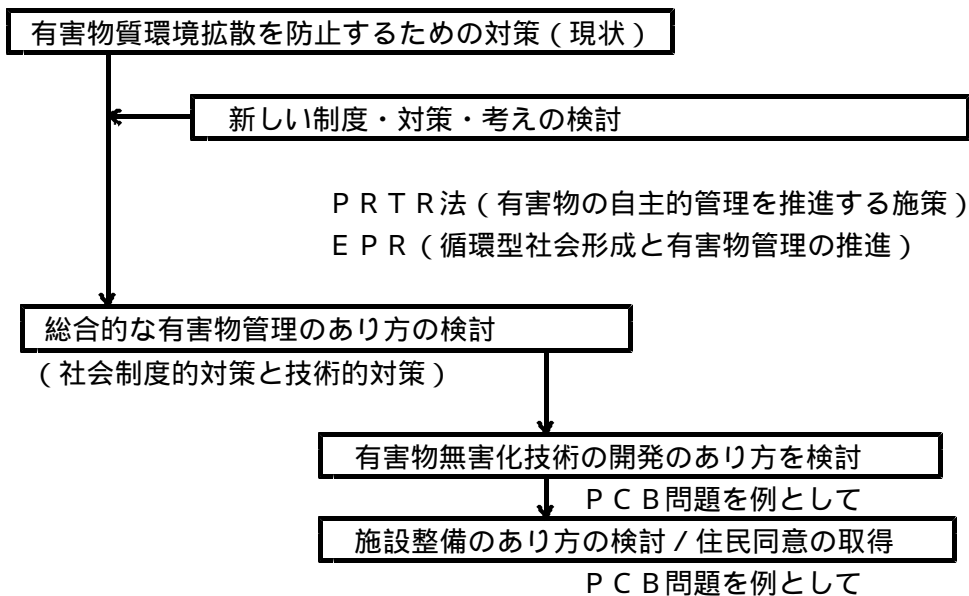 有害物質環境拡散を防止するための対策(現状)
新しい制度・対策・考えの検討
PRTR法(有害物の自主的管理を推進する施策)
EPR(循環型社会形成と有害物管理の推進)
総合的な有害物管理のあり方の検討
(社会制度的対策と技術的対策)
有害物無害化技術の開発のあり方を検討
PCB問題を例として
施設整備のあり方の検討/住民同意の取得
PCB問題を例として